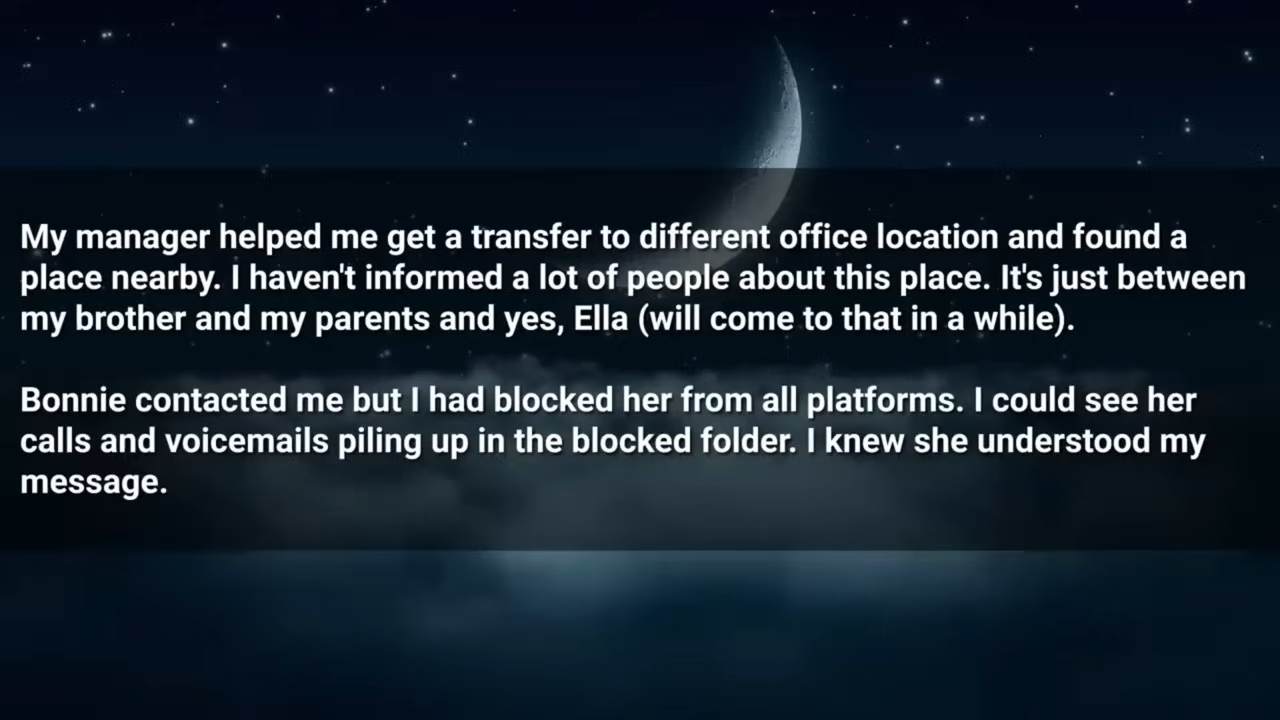 My manager helped me get a transfer to different office location and found a
place nearby. I haven't informed a lot of people about this place. It's just between
my brother and my parents and yes, Ella (will come to that in a while).
Bonnie contacted me but I had blocked her from all platforms. I could see her
calls and voicemails piling up in the blocked folder. I knew she understood my
message.